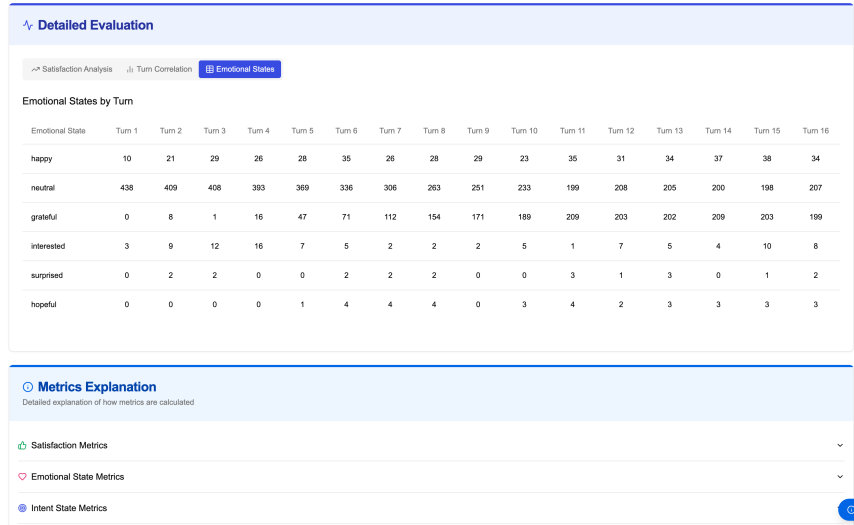 Detailed Evaluation
Satisfaction Analysis Turn Correlation Emotional States
Emotional States by Turn
Emotional State Turn 1 Turn 2 Turn 3 Turn 4 Turn 5 Turn 6 Turn 7 Turn 8 Turn 9 Turn 10 Turn 11 Turn 12 Turn 13 Turn 14 Turn 15 Turn 16
happy 10 21 29 26 28 35 26 28 29 23 35 31 34 37 38 34
neutral 438 409 408 393 369 336 306 263 251 233 199 208 205 200 198 207
grateful 0 8 1 16 47 71 112 154 171 189 209 203 202 209 203 199
interested 3 9 12 16 7 5 2 2 2 5 1 7 5 4 10 8
surprised 0 2 2 0 0 2 2 2 0 0 3 1 3 0 1 2
hopeful 0 0 0 0 1 4 4 4 0 3 4 2 3 3 3 3
Metrics Explanation
Detailed explanation of how metrics are calculated
Satisfaction Metrics
Emotional State Metrics
Intent State Metrics